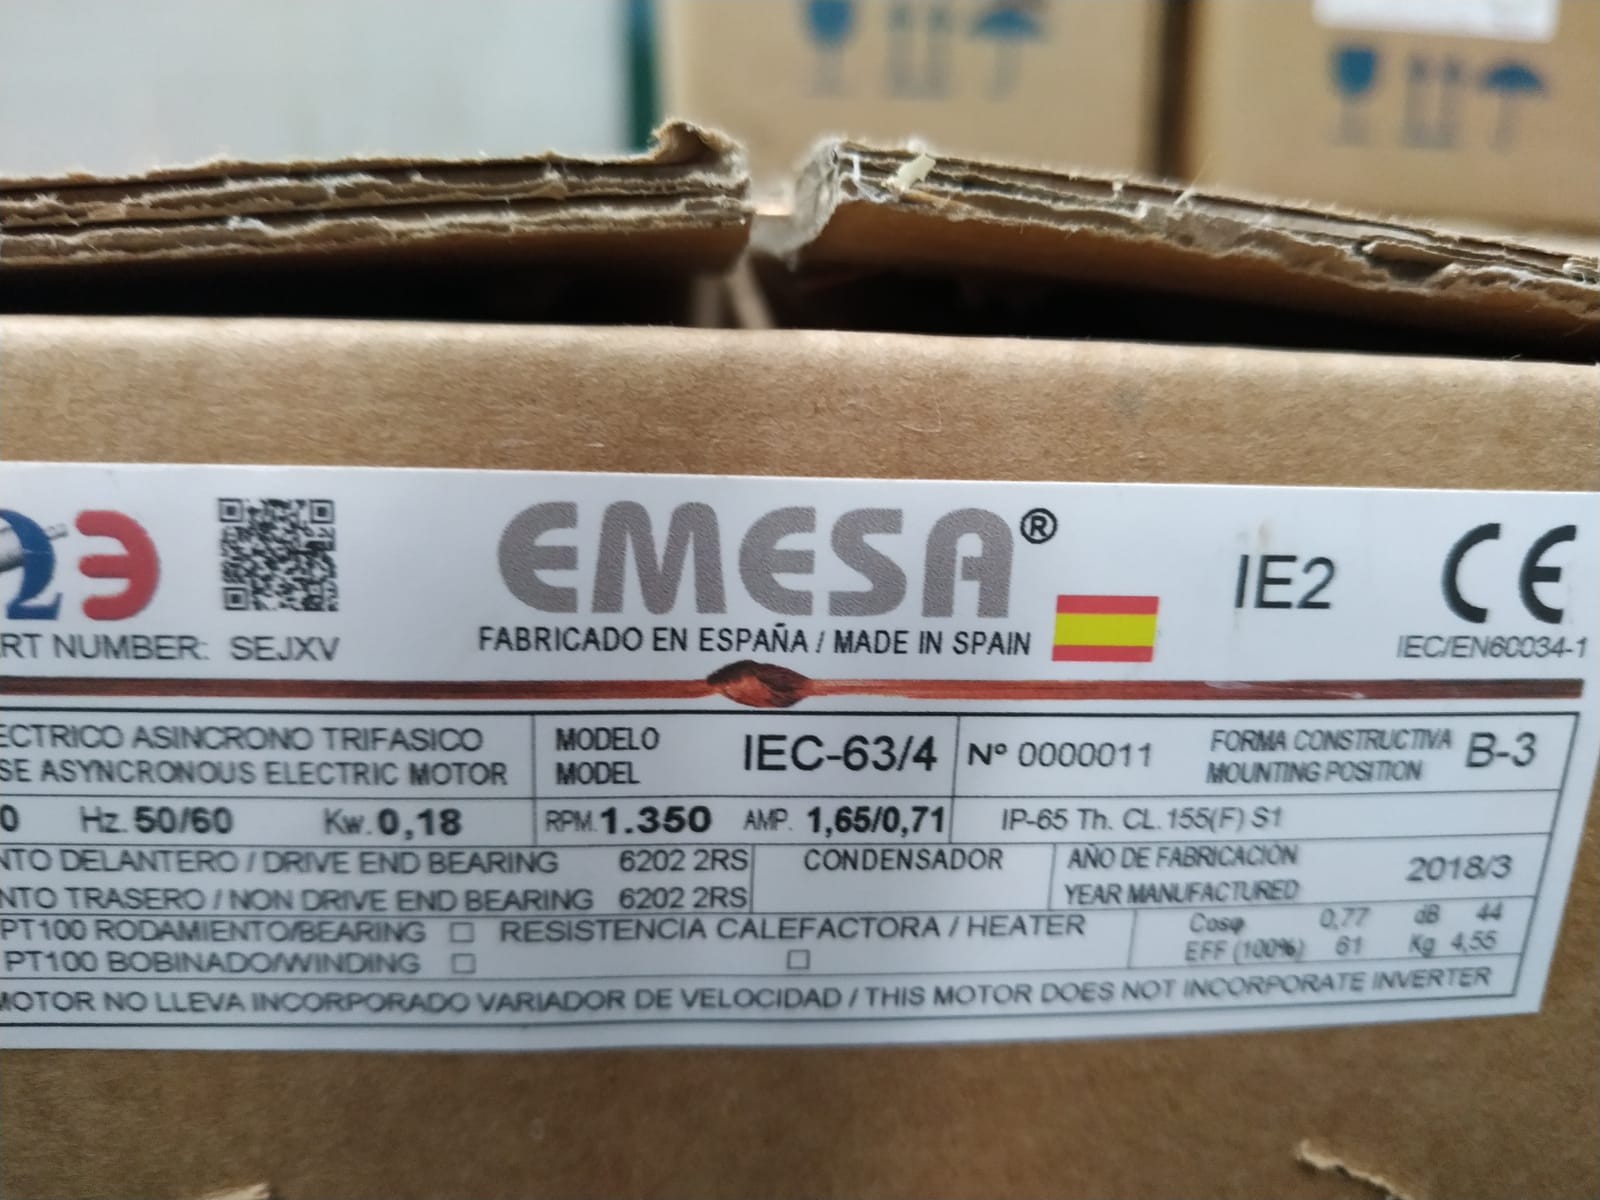 23
EMESA®
IE2
CE
RT NUMBER: SEJXV
FABRICADO EN ESPAÑA / MADE IN SPAIN
IEC/EN60034-1
ECTRICO ASINCRONO TRIFASICO
SE ASYNCRONOUS ELECTRIC MOTOR
MODELO
MODEL
IEC-63/4
Nº 0000011
FORMA CONSTRUCTIVA
MOUNTING POSITION
B-3
0 Hz. 50/60 Kw. 0,18
RPM. 1.350 AMP. 1,65/0,71
IP-65 Th. CL. 155(F) S1
NTO DELANTERO / DRIVE END BEARING 6202 2RS
NTO TRASERO / NON DRIVE END BEARING 6202 2RS
CONDENSADOR
AÑO DE FABRICACIÓN
YEAR MANUFACTURED
2018/3
PT100 RODAMIENTO/BEARING
PT100 BOBINADO/WINDING
RESISTENCIA CALEFACTORA / HEATER
Cosφ 0,77 dB 44
EFF (100%) 61 Kg 4,55
MOTOR NO LLEVA INCORPORADO VARIADOR DE VELOCIDAD / THIS MOTOR DOES NOT INCORPORATE INVERTER